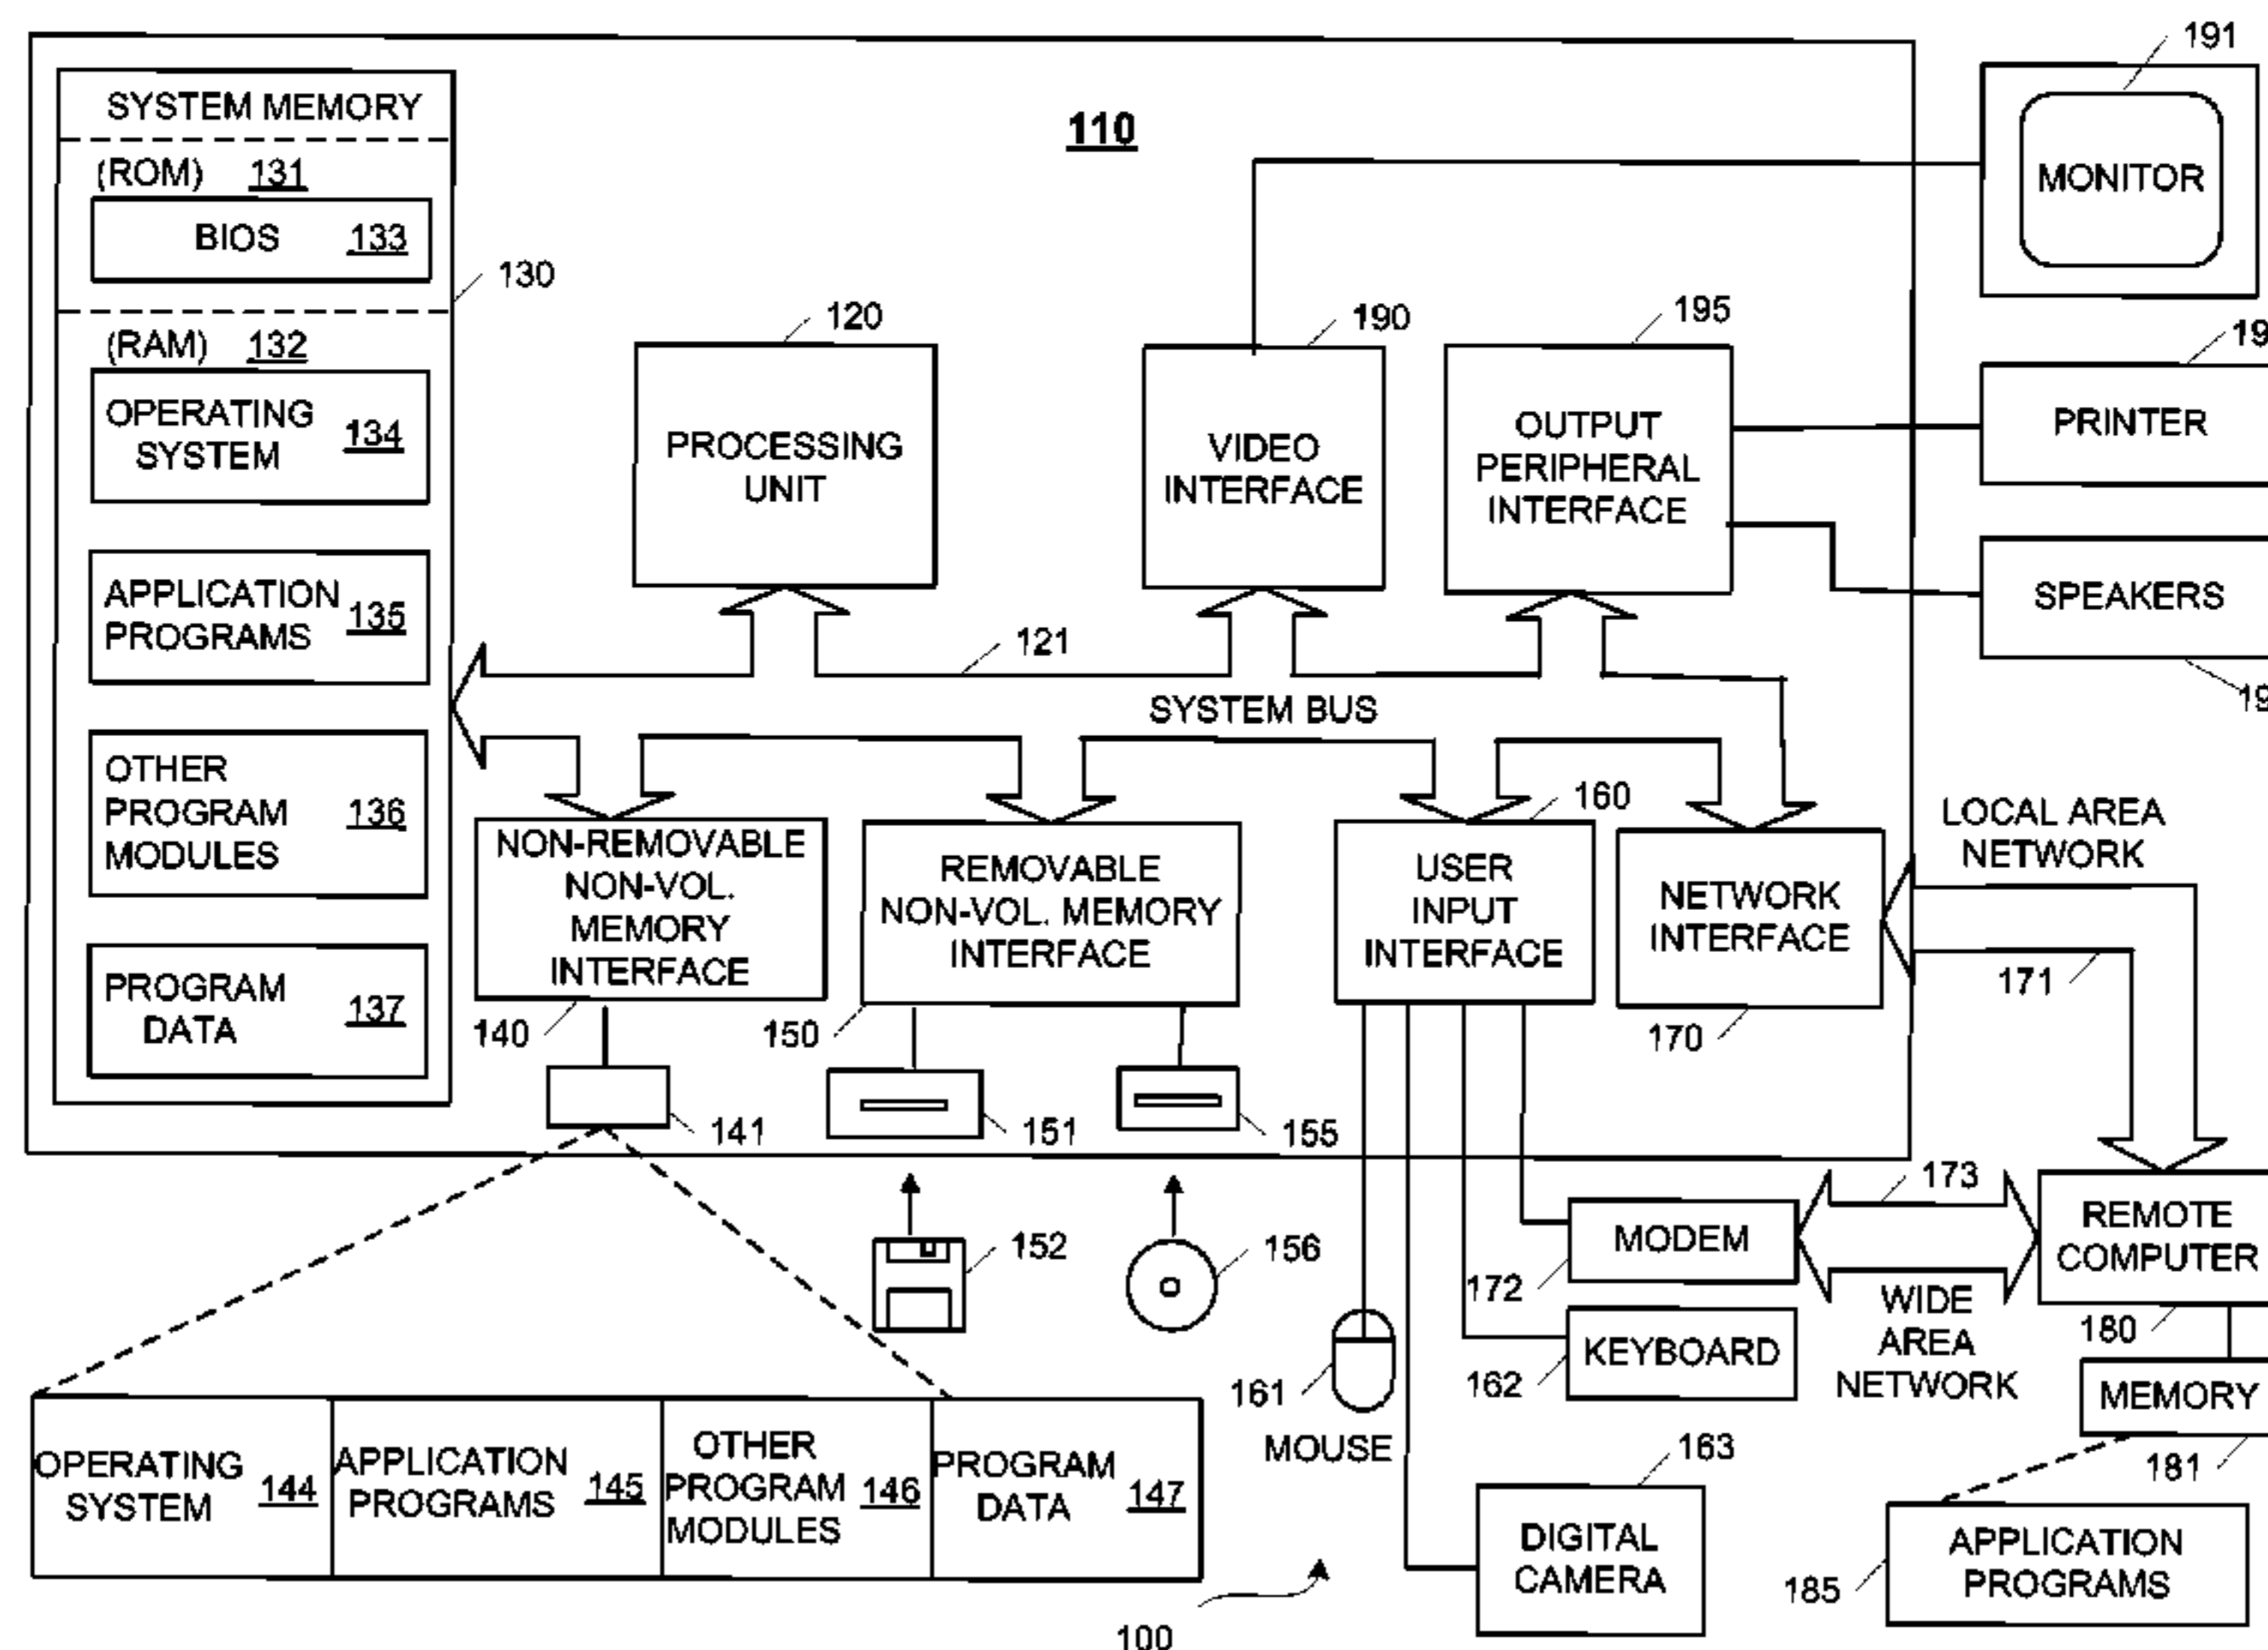 191
SYSTEM MEMORY
110
(ROM) 131
MONITOR
BIOS 133
130
120
190
195
(RAM) 132
OPERATING
SYSTEM
134
PROCESSING
UNIT
VIDEO
INTERFACE
OUTPUT
PERIPHERAL
INTERFACE
PRINTER
APPLICATION
PROGRAMS
135
SPEAKERS
121
SYSTEM BUS
OTHER
PROGRAM
MODULES
136
160
LOCAL AREA
NETWORK
NON-REMOVABLE
NON-VOL.
MEMORY
INTERFACE
REMOVABLE
NON-VOL. MEMORY
INTERFACE
USER
INPUT
INTERFACE
NETWORK
INTERFACE
171
PROGRAM
DATA
137
140
150
170
141
151
155
173
152
156
172
MODEM
REMOTE
COMPUTER
WIDE
AREA
NETWORK
180
161
MOUSE
162
KEYBOARD
MEMORY
181
OPERATING
SYSTEM
144
APPLICATION
PROGRAMS
145
OTHER
PROGRAM
MODULES
146
PROGRAM
DATA
147
163
DIGITAL
CAMERA
185
APPLICATION
PROGRAMS
100